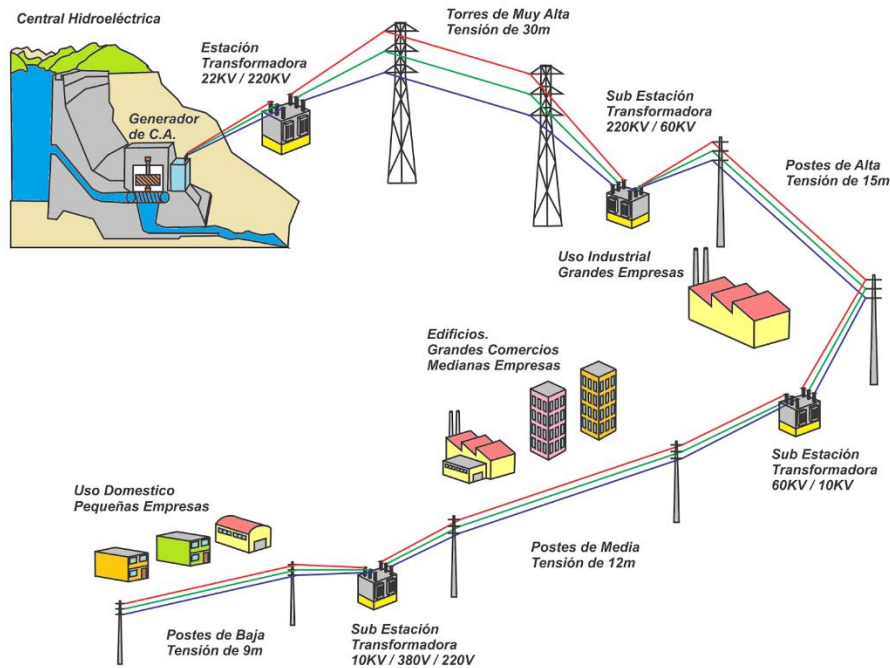 Central Hidroeléctrica
Estación
Transformadora
22KV / 220KV
Torres de Muy Alta
Tensión de 30m
Generador
de C.A.
Sub Estación
Transformadora
220KV / 60KV
Postes de Alta
Tensión de 15m
Uso Industrial
Grandes Empresas
Edificios.
Grandes Comercios
Medianas Empresas
Sub Estación
Transformadora
60KV / 10KV
Uso Domestico
Pequeñas Empresas
Postes de Media
Tensión de 12m
Postes de Baja
Tensión de 9m
Sub Estación
Transformadora
10KV / 380V / 220V